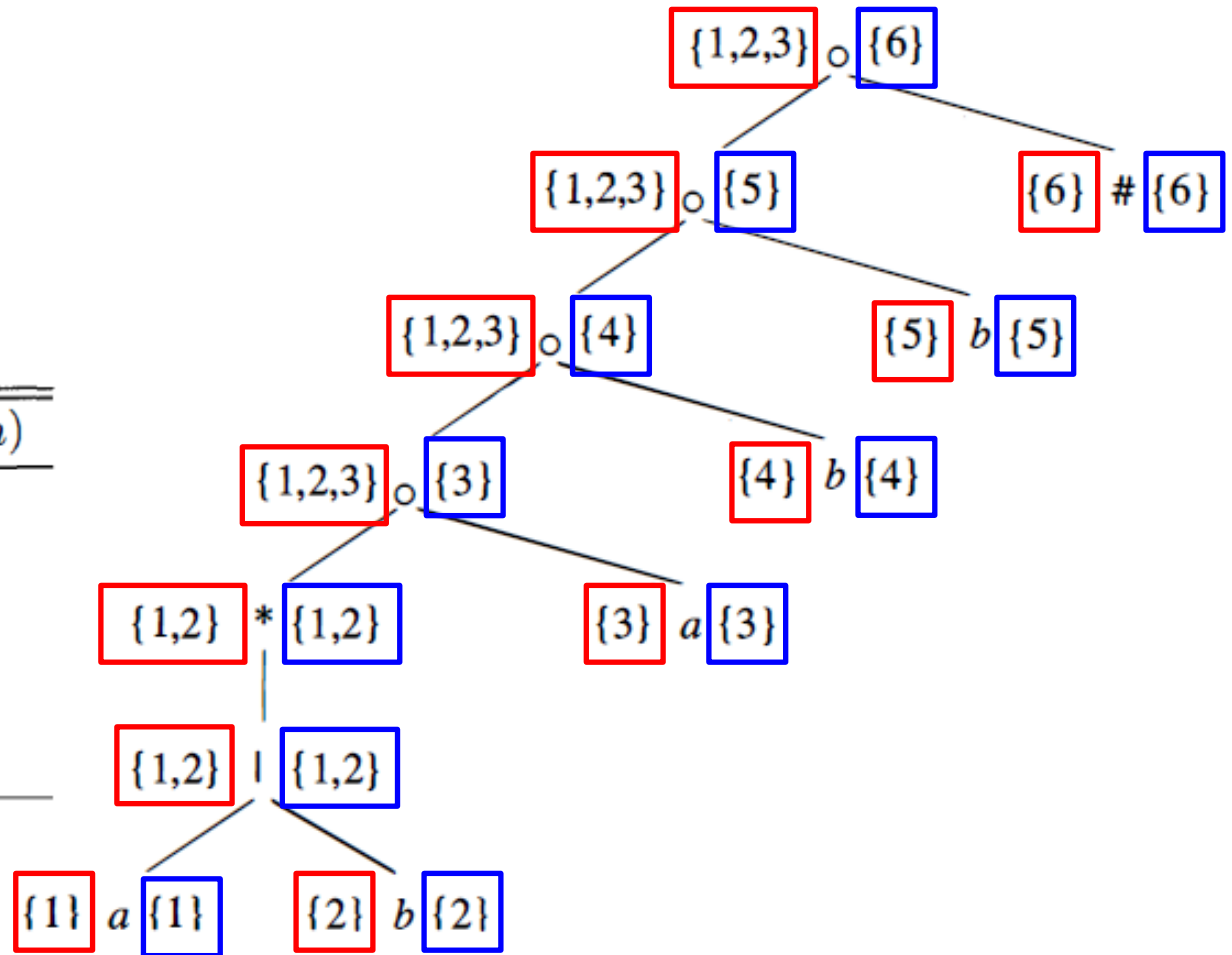 {1,2,3} ○ {6}
{1,2,3} ○ {5} {6} # {6}
{1,2,3} ○ {4} {5} b {5}
)
{1,2,3} ○ {3} {4} b {4}
{1,2} * {1,2} {3} a {3}
{1,2} | {1,2}
{1} a {1} {2} b {2}